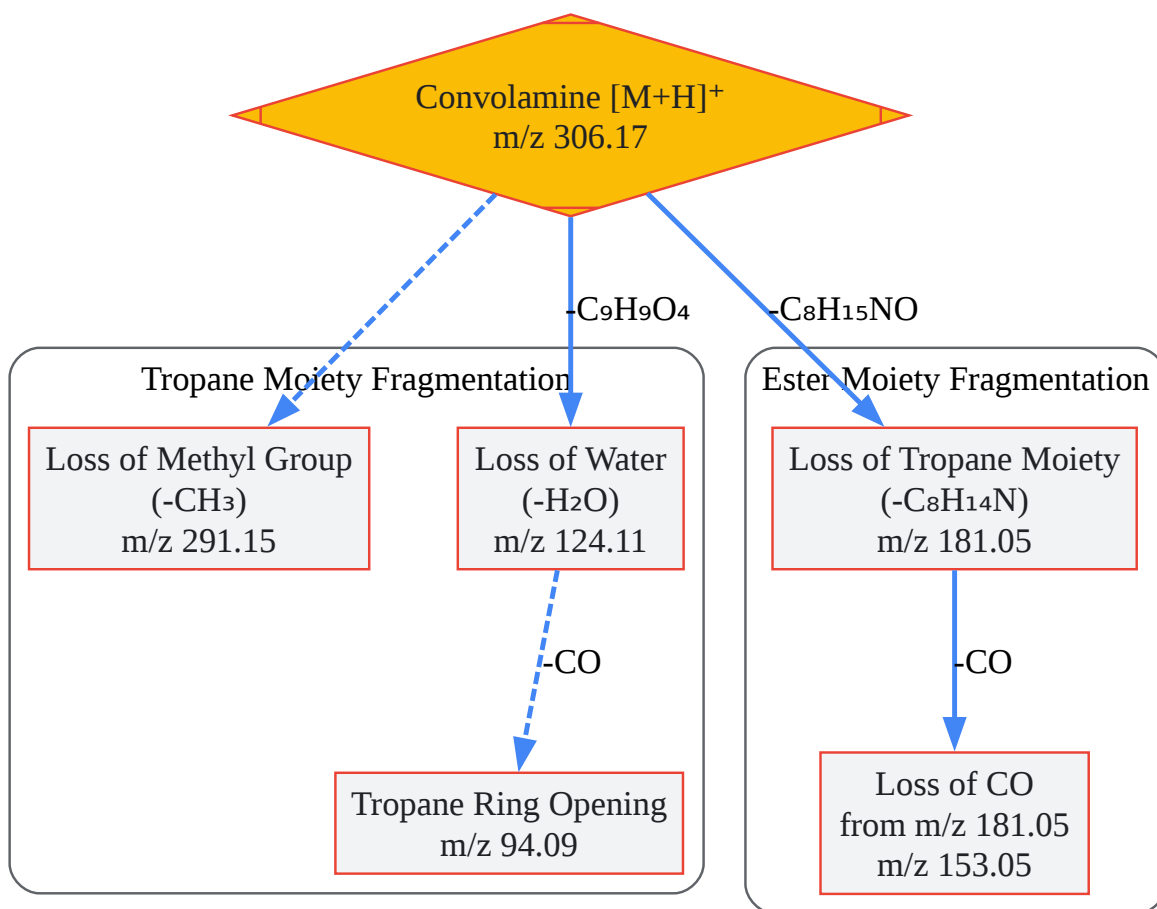 Convolamine [M+H]⁺
m/z 306.17
-C₉H₉O₄
-C₈H₁₅NO
Tropane Moiety Fragmentation
Ester Moiety Fragmentation
Loss of Methyl Group
(-CH₃)
m/z 291.15
Loss of Water
(-H₂O)
m/z 124.11
Loss of Tropane Moiety
(-C₈H₁₄N)
m/z 181.05
-CO
-CO
Tropane Ring Opening
m/z 94.09
Loss of CO
from m/z 181.05
m/z 153.05